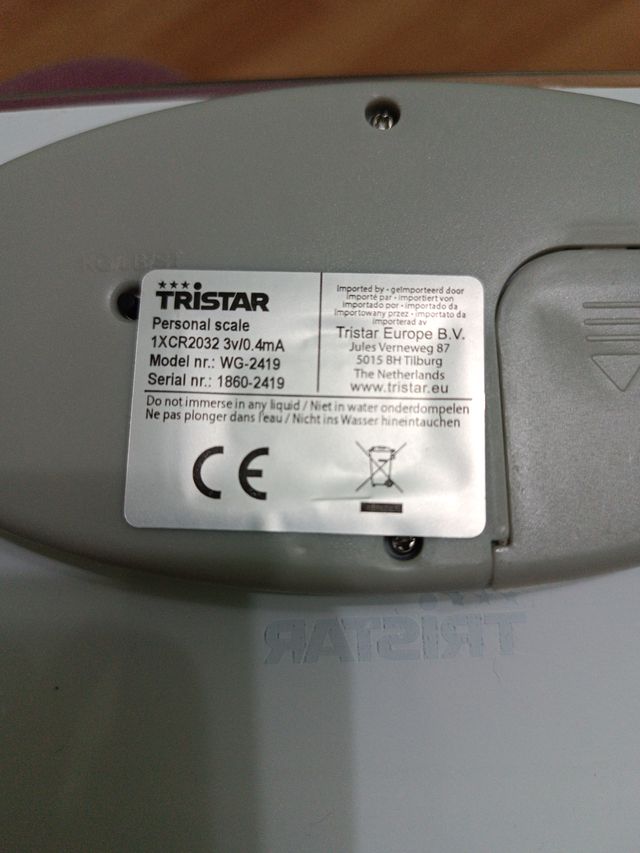 TRISTAR
Personal scale
1XCR2032 3v/0.4mA
Model nr.: WG-2419
Serial nr.: 1860-2419
Imported by • geïmporteerd door
Importé par • importiert von
importado por • importado da
Importowany przez • importato da
importerad av
Tristar Europe B.V.
Jules Verneweg 87
5015 BH Tilburg
The Netherlands
www.tristar.eu
Do not immerse in any liquid / Niet in water onderdompelen
Ne pas plonger dans l'eau / Nicht ins Wasser hineintauchen
CE
TRISTAR